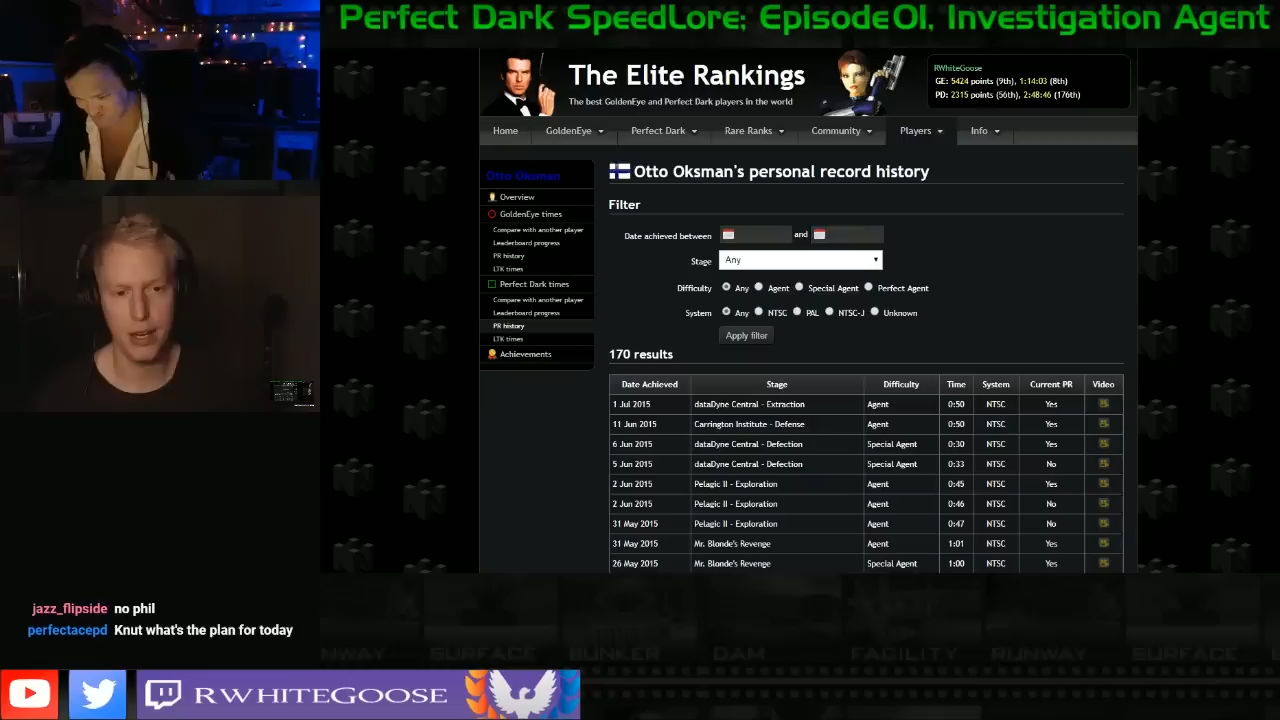 Perfect Dark SpeedLore; Episode 01, Investigation Agent
The Elite Rankings
The best GoldenEye and Perfect Dark players in the world
RWhiteGoose
GE: 5424 points (9th), 1:14:03 (8th)
PD: 2315 points (56th), 2:48:46 (176th)
Home GoldenEye Perfect Dark Rare Ranks Community Players Info
Otto Oksman
Overview
GoldenEye times
Compare with another player
Leaderboard progress
PR history
LTK times
Perfect Dark times
Compare with another player
Leaderboard progress
PR history
LTK times
Achievements
Otto Oksman's personal record history
Filter
Date achieved between and
Stage Any
Difficulty Any Agent Special Agent Perfect Agent
System Any NTSC PAL NTSC-J Unknown
Apply filter
170 results
Date Achieved Stage Difficulty Time System Current PR Video
1 Jul 2015 dataDyne Central - Extraction Agent 0:50 NTSC Yes
11 Jun 2015 Carrington Institute - Defense Agent 0:50 NTSC Yes
6 Jun 2015 dataDyne Central - Defection Special Agent 0:30 NTSC Yes
5 Jun 2015 dataDyne Central - Defection Special Agent 0:33 NTSC No
2 Jun 2015 Pelagic II - Exploration Agent 0:45 NTSC Yes
2 Jun 2015 Pelagic II - Exploration Agent 0:46 NTSC No
31 May 2015 Pelagic II - Exploration Agent 0:47 NTSC No
31 May 2015 Mr. Blonde's Revenge Agent 1:01 NTSC Yes
26 May 2015 Mr. Blonde's Revenge Special Agent 1:00 NTSC Yes
jazz_flipside no phil
perfectacepd Knut what's the plan for today
NWAY SURFACE BUNKER DAM FACILITY RUNWAY SURFACE
RWHITEGOOSE